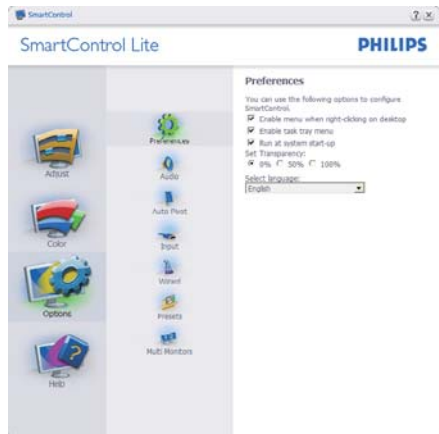 SmartControl
? x
SmartControl Lite
PHILIPS
Adjust
Color
Options
Help
Preferences
Audio
Auto Pivot
Input
Wizard
Presets
Multi Monitors
Preferences
You can use the following options to configure
SmartControl.
Enable menu when right-clicking on desktop
Enable task tray menu
Run at system start-up
Set Transparency:
0% 50% 100%
Select language:
English